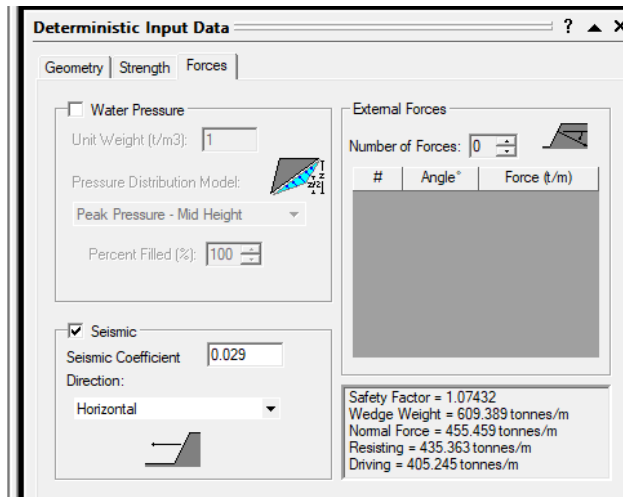 Deterministic Input Data ? ▲ X
Geometry Strength Forces
Water Pressure
Unit Weight (t/m3): 1
Pressure Distribution Model:
z
z/2
Peak Pressure - Mid Height
Percent Filled (%): 100
Seismic
Seismic Coefficient 0.029
Direction:
Horizontal
External Forces
Number of Forces: 0
# Angle° Force (t/m)
Safety Factor = 1.07432
Wedge Weight = 609.389 tonnes/m
Normal Force = 455.459 tonnes/m
Resisting = 435.363 tonnes/m
Driving = 405.245 tonnes/m